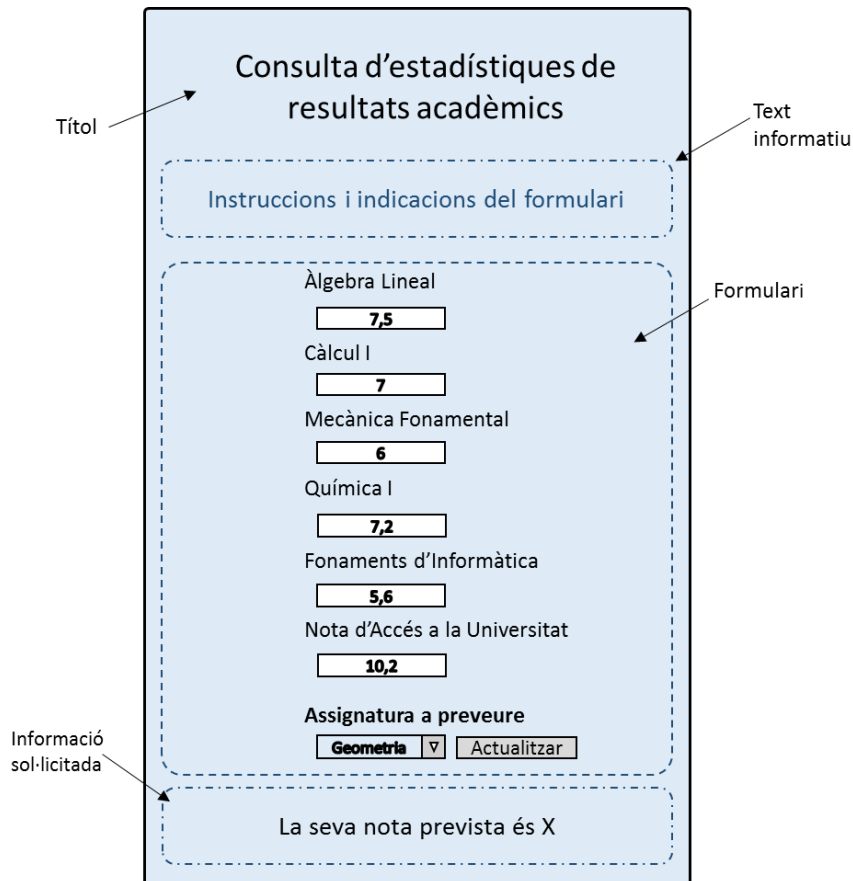 Consulta d'estadístiques de
resultats acadèmics
Títol
Text
informatiu
Instruccions i indicacions del formulari
Àlgebra Lineal
7,5
Formulari
Càlcul I
7
Mecànica Fonamental
6
Química I
7,2
Fonaments d'Informàtica
5,6
Nota d'Accés a la Universitat
10,2
Assignatura a preveure
Geometria
Actualitzar
Informació
sol·licitada
La seva nota prevista és X